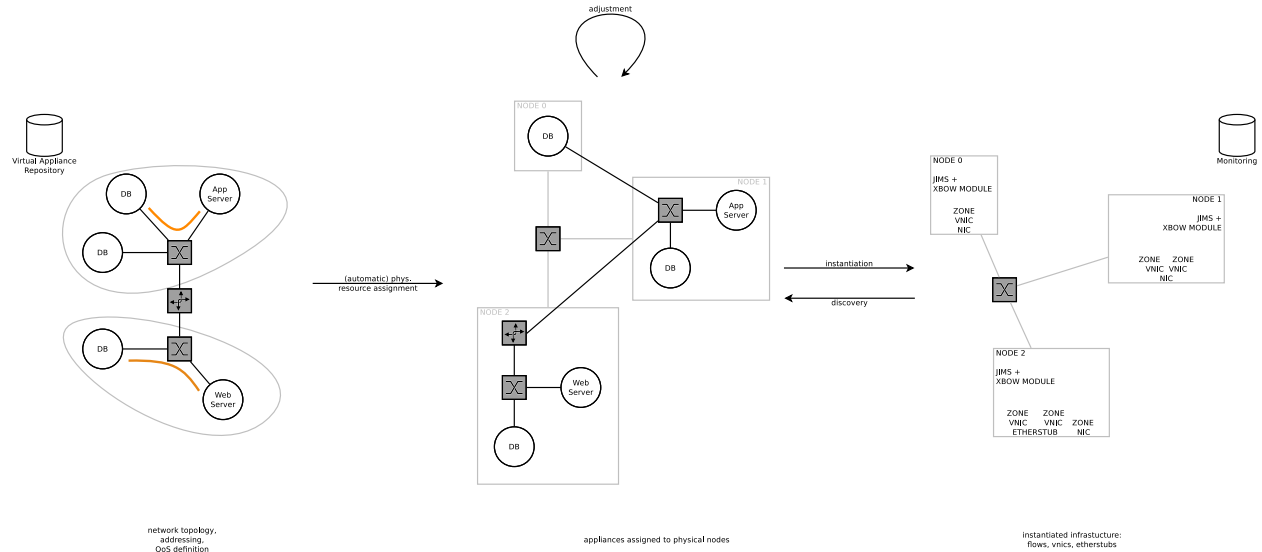 adjustment
Virtual Appliance
Repository
DB
App
Server
DB
DB
Web
Server
(automatic) phys.
resource assignment
NODE 0
DB
NODE 1
App
Server
DB
NODE 2
Web
Server
DB
instantiation
discovery
Monitoring
NODE 0
JIMS +
XBOW MODULE
ZONE
VNIC
NIC
NODE 1
JIMS +
XBOW MODULE
ZONE ZONE
VNIC VNIC
NIC
NODE 2
JIMS +
XBOW MODULE
ZONE ZONE
VNIC VNIC ZONE
ETHERSTUB NIC
network topology,
addressing,
QoS definition
appliances assigned to physical nodes
instantiated infrastucture:
flows, vnics, etherstubs